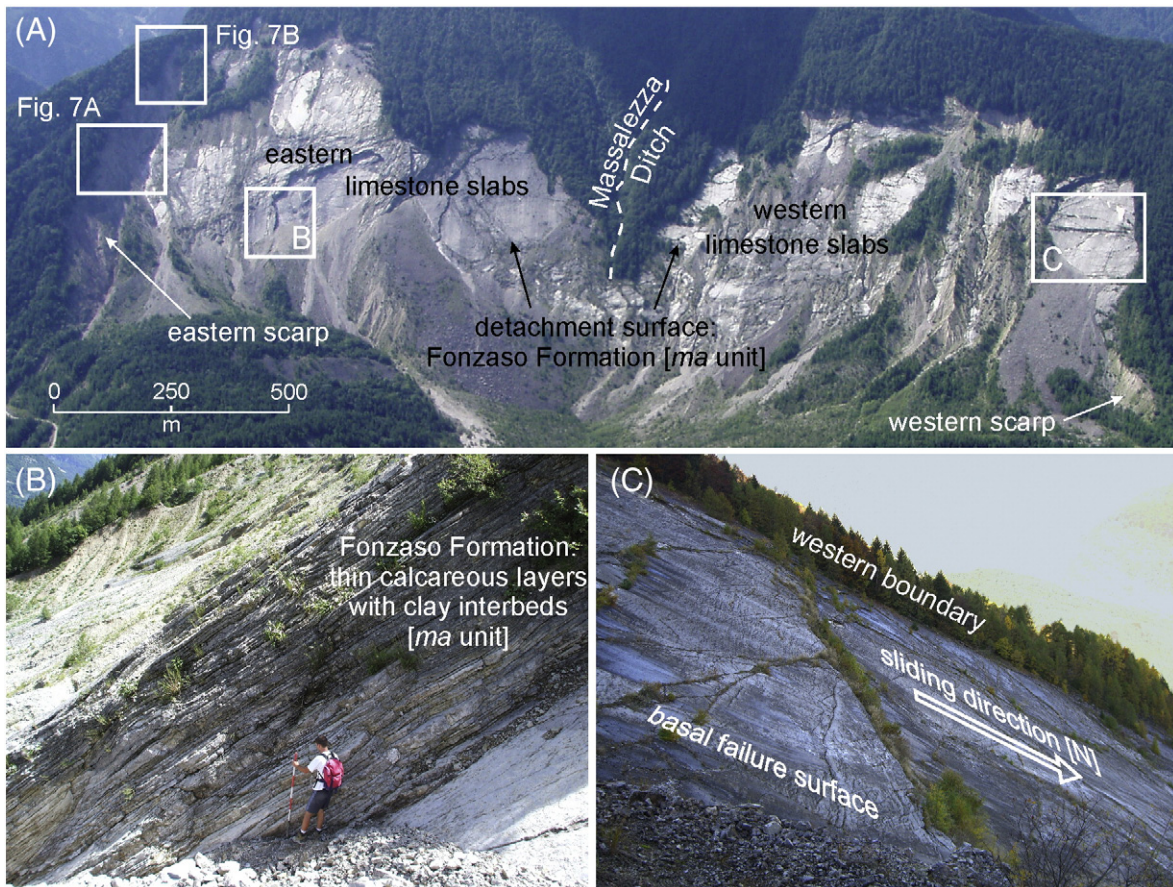 (A)
Fig. 7B
Fig. 7A
eastern
limestone slabs
B
Massalezza
Ditch
western
limestone slabs
C
eastern scarp
detachment surface:
Fonzaso Formation [ma unit]
western scarp
0 250 500
m
(B)
Fonzaso Formation:
thin calcareous layers
with clay interbeds
[ma unit]
(C)
western boundary
sliding direction [N]
basal failure surface